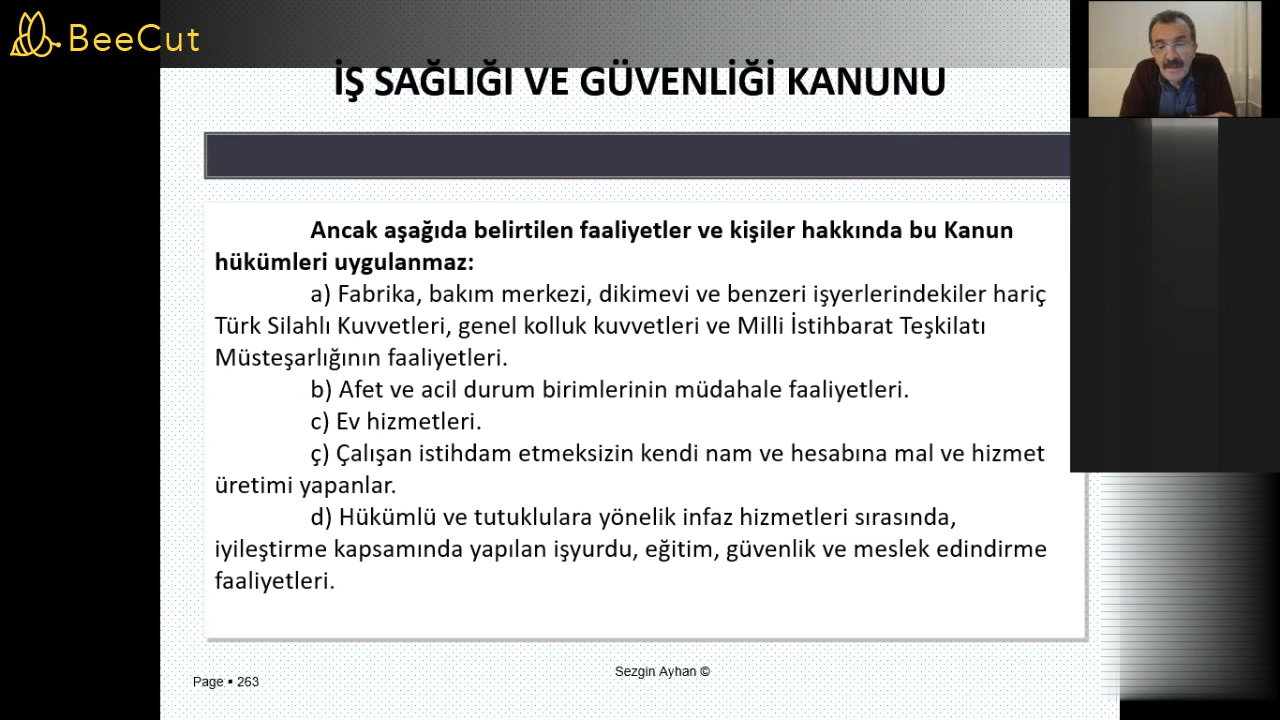 BeeCut
İŞ SAĞLIĞI VE GÜVENLİĞİ KANUNU
Ancak aşağıda belirtilen faaliyetler ve kişiler hakkında bu Kanun
hükümleri uygulanmaz:
a) Fabrika, bakım merkezi, dikimevi ve benzeri işyerlerindekiler hariç
Türk Silahlı Kuvvetleri, genel kolluk kuvvetleri ve Milli İstihbarat Teşkilatı
Müsteşarlığının faaliyetleri.
b) Afet ve acil durum birimlerinin müdahale faaliyetleri.
c) Ev hizmetleri.
ç) Çalışan istihdam etmeksizin kendi nam ve hesabına mal ve hizmet
üretimi yapanlar.
d) Hükümlü ve tutuklulara yönelik infaz hizmetleri sırasında,
iyileştirme kapsamında yapılan işyurdu, eğitim, güvenlik ve meslek edindirme
faaliyetleri.
Sezgin Ayhan ©
Page ▪ 263